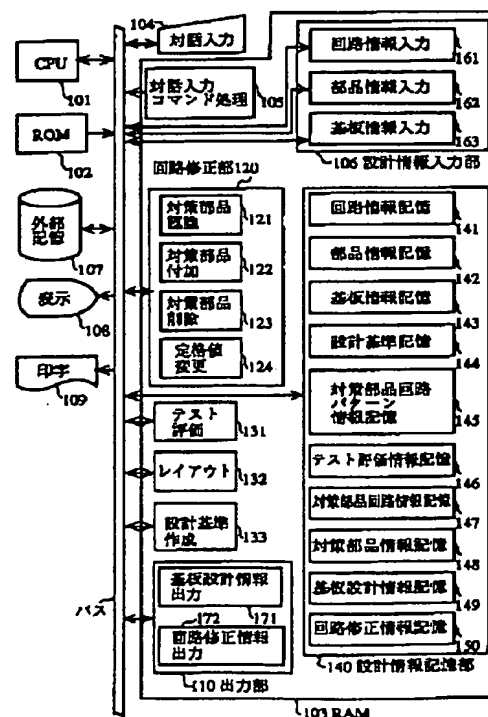 104
対話入力
CPU
101
ROM
102
外部
記憶
107
表示
108
印字
109
バス
対話入力
コマンド処理
105
回路情報入力
161
部品情報入力
162
基板情報入力
163
106 設計情報入力部
回路修正部120
対策部品
121
対策部品
付加
122
対策部品
削除
123
定格値
変更
124
テスト
評価
131
レイアウト
132
設計基準
作成
133
基板設計情報
出力
171
172
回路修正情報
出力
110 出力部
回路情報記憶
141
部品情報記憶
142
基板情報記憶
143
設計基準記憶
144
対策部品回路
パターン
情報記憶
145
テスト評価情報記憶
146
対策部品回路情報記憶
147
対策部品情報記憶
148
基板設計情報記憶
149
回路修正情報記憶
150
140 設計情報記憶部
103 RAM